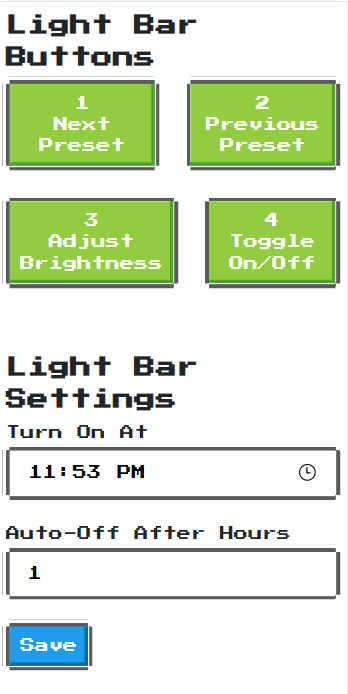 Light Bar
Buttons
1
Next
Preset
2
Previous
Preset
3
Adjust
Brightness
4
Toggle
On/Off
Light Bar
Settings
Turn On At
11:53 PM
Auto-Off After Hours
1
Save